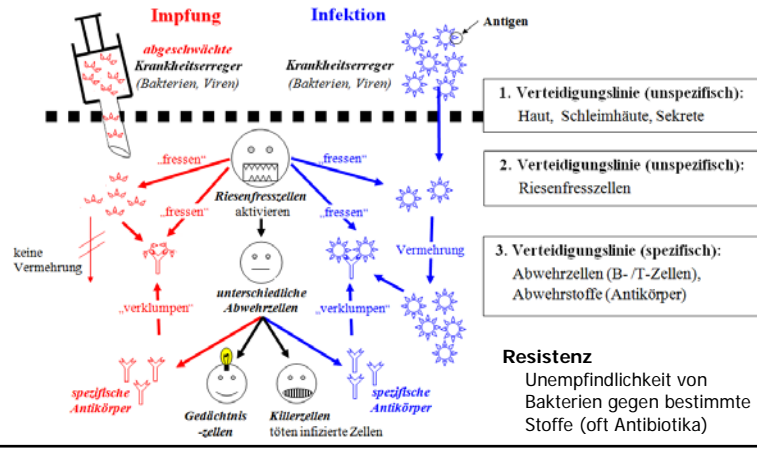 Impfung
Infektion
Antigen
abgeschwächte
Krankheitserreger
(Bakterien, Viren)
Krankheitserreger
(Bakterien, Viren)
1. Verteidigungslinie (unspezifisch):
Haut, Schleimhäute, Sekrete
„fressen“
„fressen“
2. Verteidigungslinie (unspezifisch):
Riesenfresszellen
Riesenfresszellen
aktivieren
„fressen“
„fressen“
keine
Vermehrung
Vermehrung
3. Verteidigungslinie (spezifisch):
Abwehrzellen (B- /T-Zellen),
Abwehrstoffe (Antikörper)
unterschiedliche
Abwehrzellen
„verklumpen“
„verklumpen“
spezifische
Antikörper
Gedächtnis
-zellen
Killerzellen
töten infizierte Zellen
spezifische
Antikörper
Resistenz
Unempfindlichkeit von
Bakterien gegen bestimmte
Stoffe (oft Antibiotika)